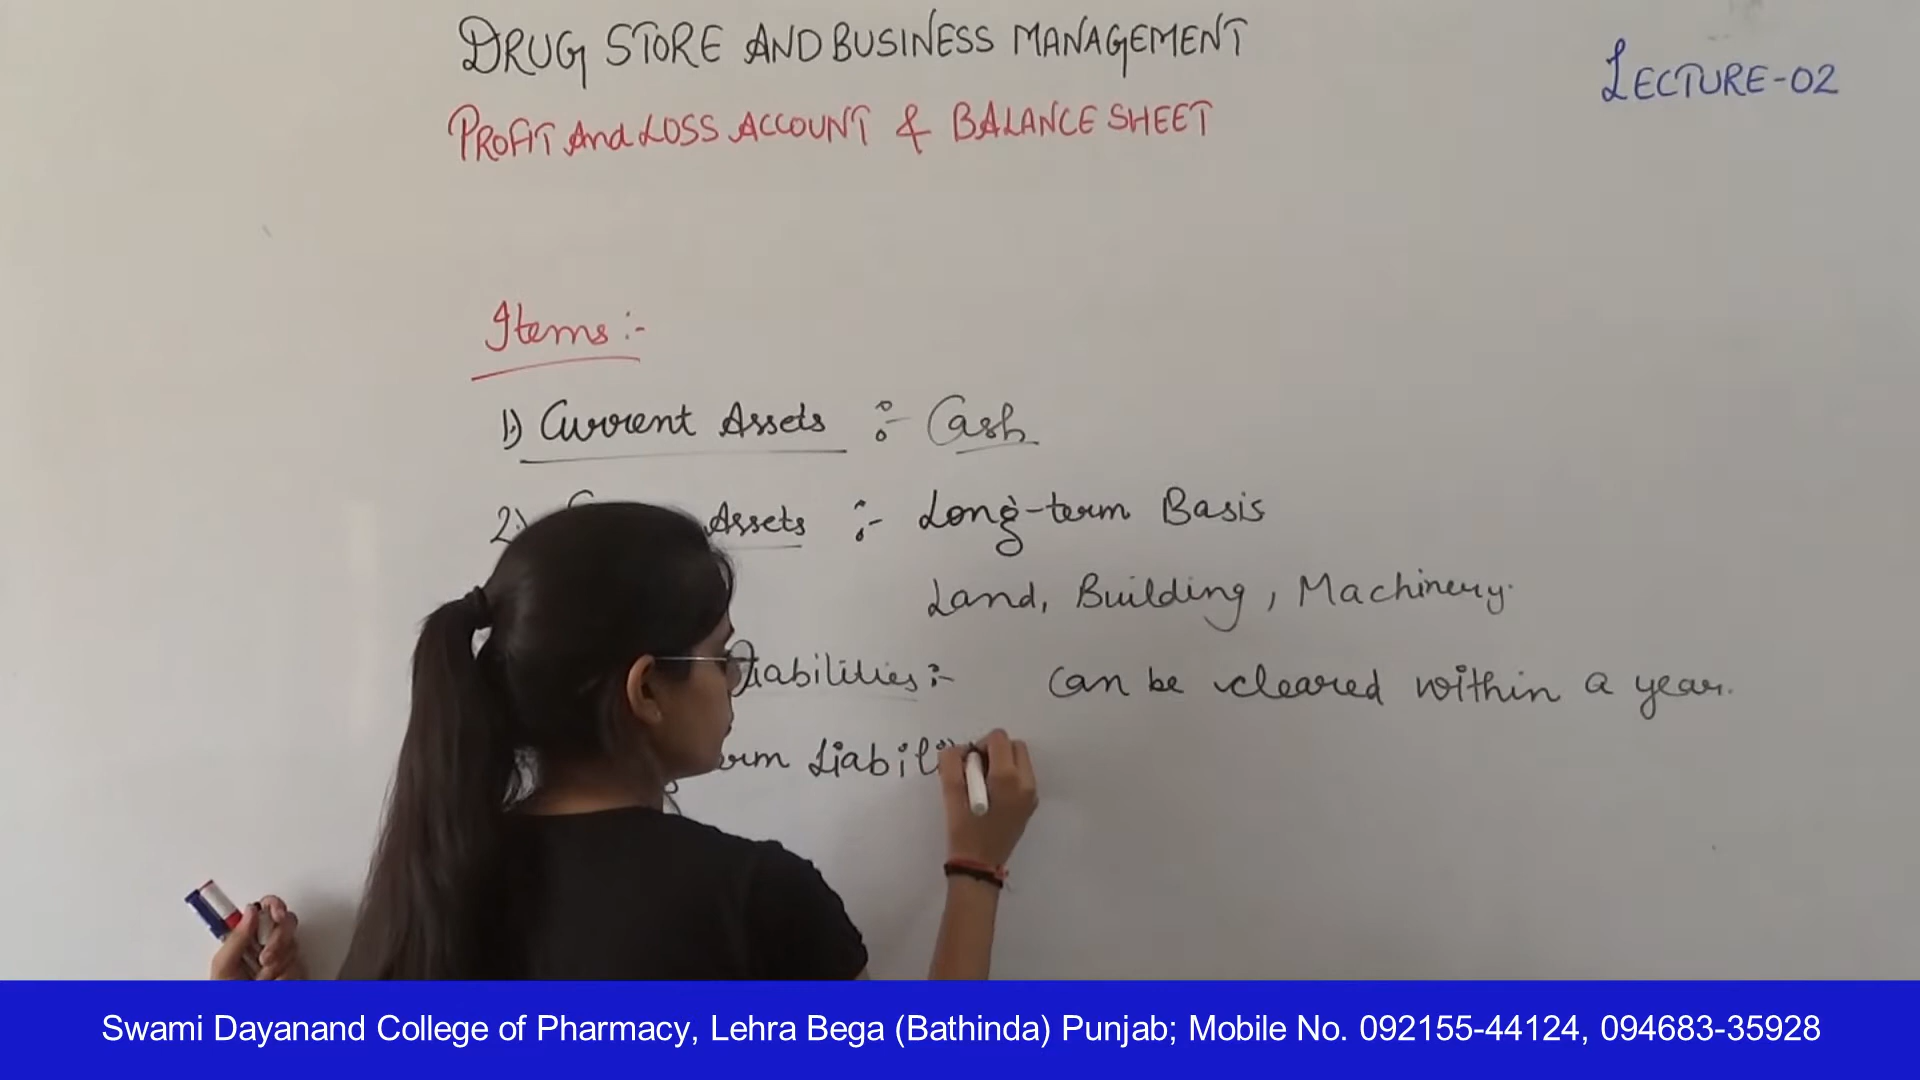 DRUG STORE AND BUSINESS MANAGEMENT
LECTURE-02
PROFIT And LOSS ACCOUNT & BALANCE SHEET
Items :-
1) Current Assets :- Cash
2) Assets :- Long-term Basis
Land, Building, Machinery.
Liabilities :- Can be cleared within a year.
Swami Dayanand College of Pharmacy, Lehra Bega (Bathinda) Punjab; Mobile No. 092155-44124, 094683-35928